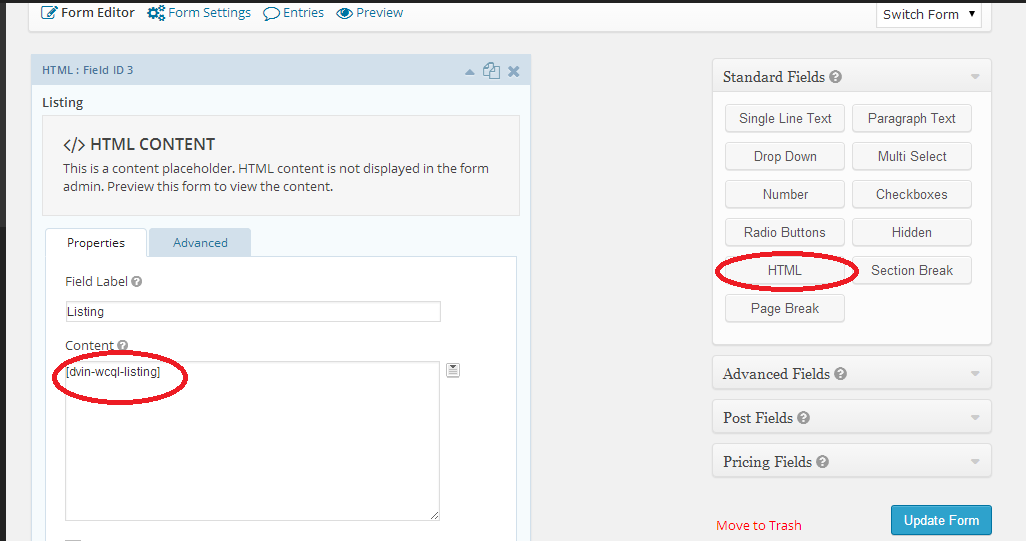 Form Editor Form Settings Entries Preview
Switch Form
HTML : Field ID 3
Listing
</> HTML CONTENT
This is a content placeholder. HTML content is not displayed in the form
admin. Preview this form to view the content.
Properties Advanced
Field Label
Listing
Content
[dvin-wcql-listing]
Standard Fields
Single Line Text Paragraph Text
Drop Down Multi Select
Number Checkboxes
Radio Buttons Hidden
HTML Section Break
Page Break
Advanced Fields
Post Fields
Pricing Fields
Move to Trash Update Form